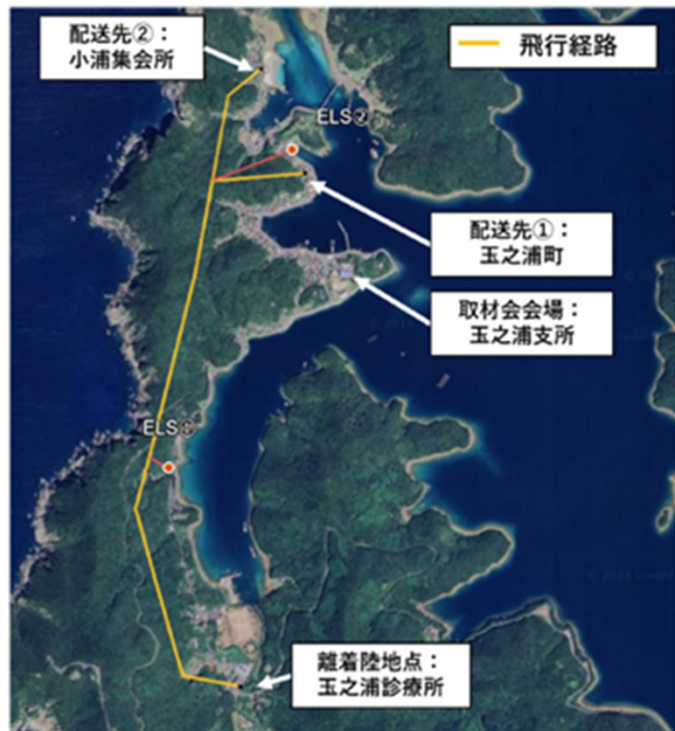 配送先②：
小浦集会所
飛行経路
ELS②
配送先①：
玉之浦町
取材会会場：
玉之浦支所
ELS①
離着陸地点：
玉之浦診療所